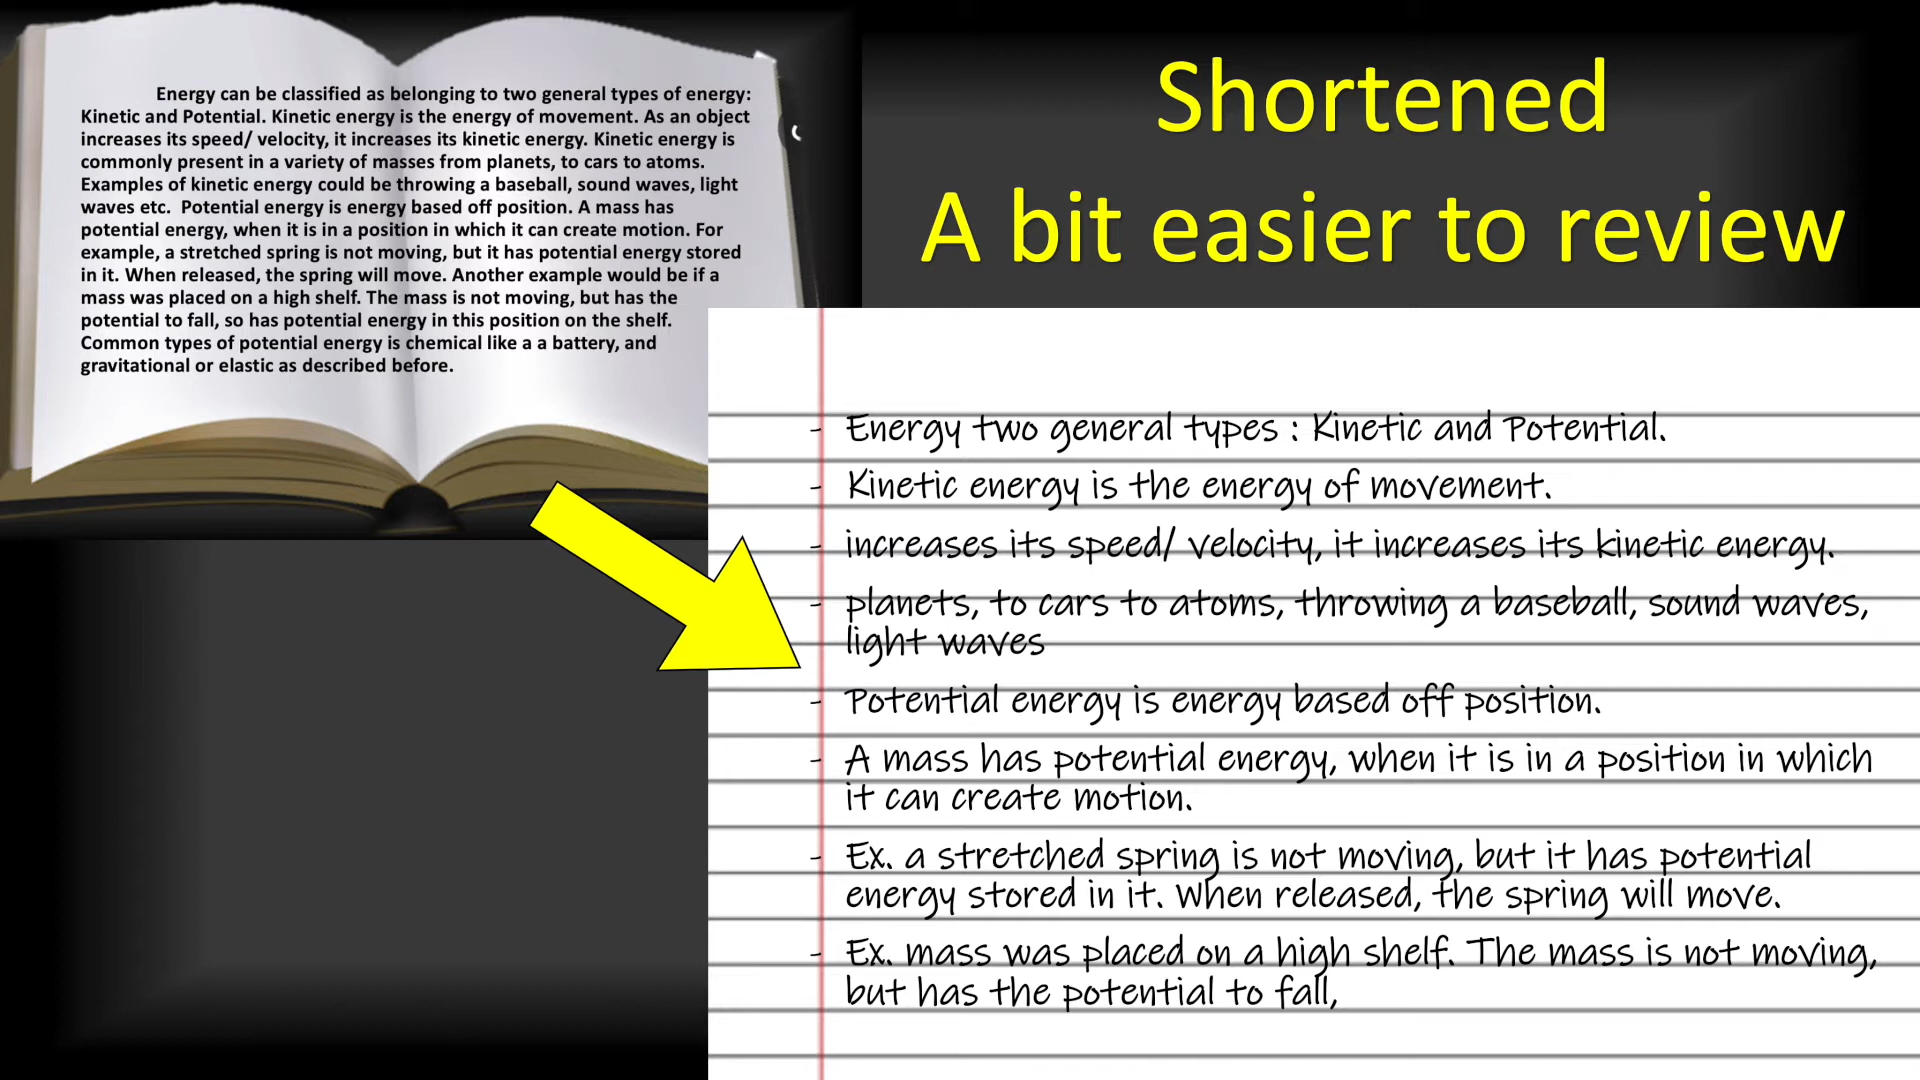 Energy can be classified as belonging to two general types of energy:
Kinetic and Potential. Kinetic energy is the energy of movement. As an object
increases its speed/ velocity, it increases its kinetic energy. Kinetic energy is
commonly present in a variety of masses from planets, to cars to atoms.
Examples of kinetic energy could be throwing a baseball, sound waves, light
waves etc.  Potential energy is energy based off position. A mass has
potential energy, when it is in a position in which it can create motion. For
example, a stretched spring is not moving, but it has potential energy stored
in it. When released, the spring will move. Another example would be if a
mass was placed on a high shelf. The mass is not moving, but has the
potential to fall, so has potential energy in this position on the shelf.
Common types of potential energy is chemical like a a battery, and
gravitational or elastic as described before.
Shortened
A bit easier to review
- Energy two general types : Kinetic and Potential.
- Kinetic energy is the energy of movement.
- increases its speed/ velocity, it increases its kinetic energy.
- planets, to cars to atoms, throwing a baseball, sound waves,
light waves
- Potential energy is energy based off position.
- A mass has potential energy, when it is in a position in which
it can create motion.
- Ex. a stretched spring is not moving, but it has potential
energy stored in it. When released, the spring will move.
- Ex. mass was placed on a high shelf. The mass is not moving,
but has the potential to fall,